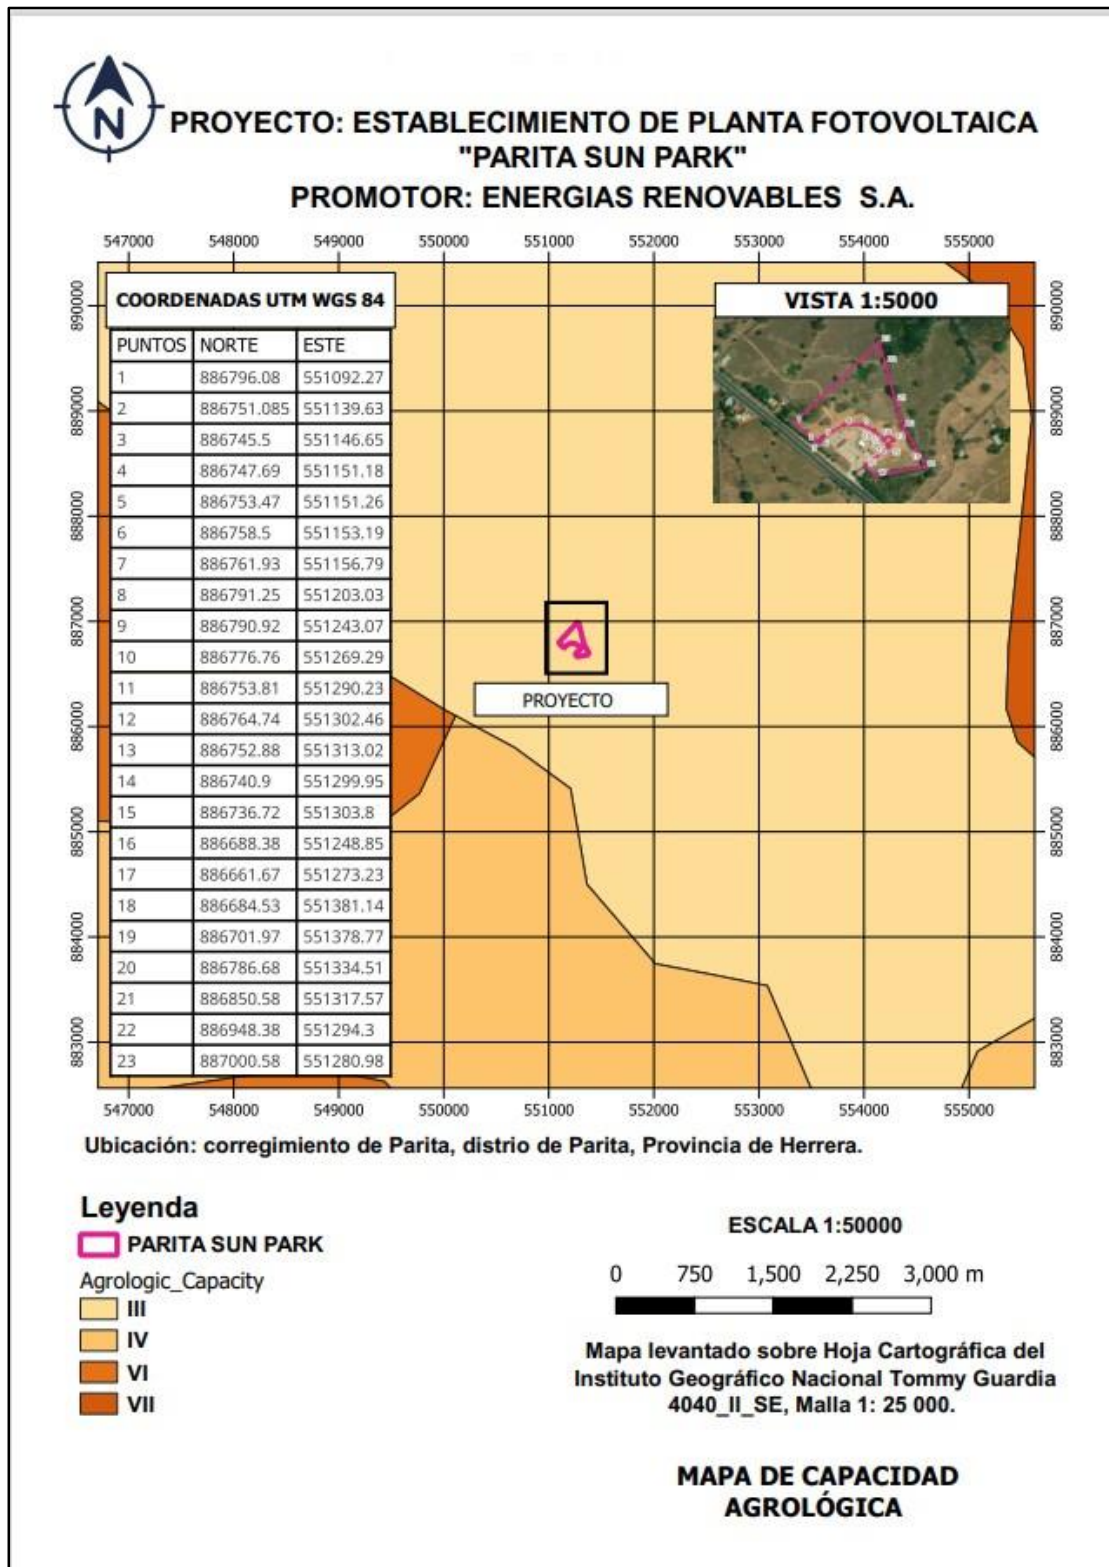 N
PROYECTO: ESTABLECIMIENTO DE PLANTA FOTOVOLTAICA
"PARITA SUN PARK"
PROMOTOR: ENERGIAS RENOVABLES S.A.
547000 548000 549000 550000 551000 552000 553000 554000 555000
890000 889000 888000 887000 886000 885000 884000 883000
COORDENADAS UTM WGS 84
PUNTOS NORTE ESTE
1 886796.08 551092.27
2 886751.085 551139.63
3 886745.5 551146.65
4 886747.69 551151.18
5 886753.47 551151.26
6 886758.5 551153.19
7 886761.93 551156.79
8 886791.25 551203.03
9 886790.92 551243.07
10 886776.76 551269.29
11 886753.81 551290.23
12 886764.74 551302.46
13 886752.88 551313.02
14 886740.9 551299.95
15 886736.72 551303.8
16 886688.38 551248.85
17 886661.67 551273.23
18 886684.53 551381.14
19 886701.97 551378.77
20 886786.68 551334.51
21 886850.58 551317.57
22 886948.38 551294.3
23 887000.58 551280.98
VISTA 1:5000
PROYECTO
890000 889000 888000 887000 886000 885000 884000 883000
547000 548000 549000 550000 551000 552000 553000 554000 555000
Ubicación: corregimiento de Parita, distrio de Parita, Provincia de Herrera.
Leyenda
PARITA SUN PARK
Agrologic_Capacity
III
IV
VI
VII
ESCALA 1:50000
0 750 1,500 2,250 3,000 m
Mapa levantado sobre Hoja Cartográfica del
Instituto Geográfico Nacional Tommy Guardia
4040_II_SE, Malla 1: 25 000.
MAPA DE CAPACIDAD
AGROLÓGICA